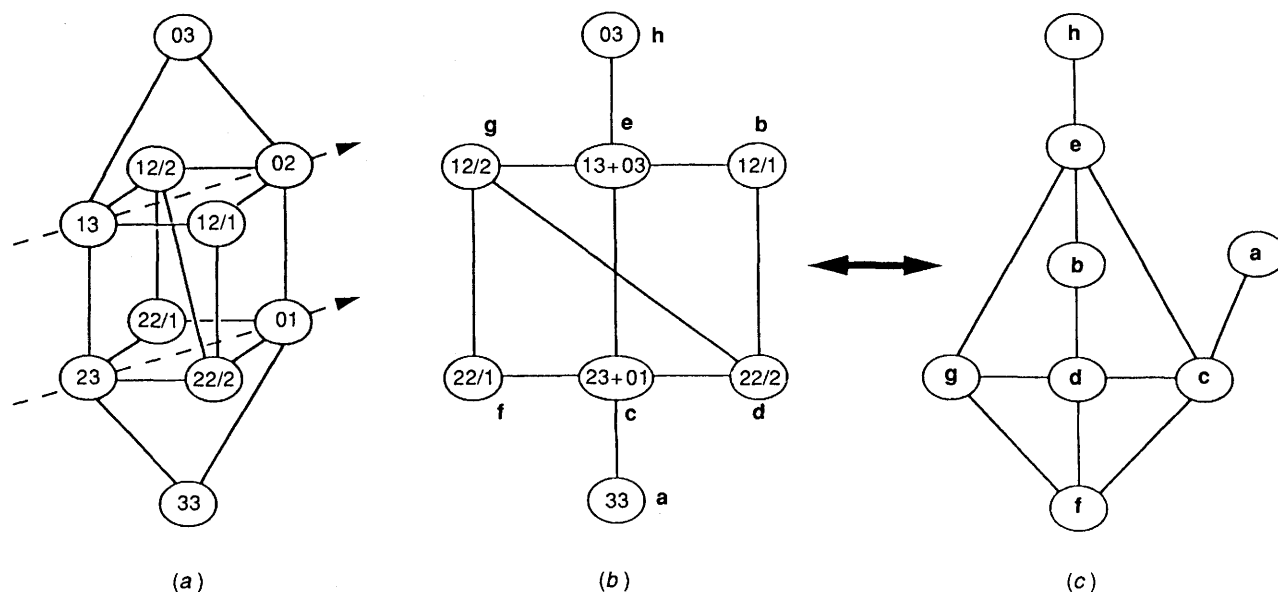 03
12/2
02
13
12/1
22/1
01
23
22/2
33
(a)
03 h
g e b
12/2 13+03 12/1
22/1 23+01 22/2
f c d
33 a
(b)
h
e
a
b
g d c
f
(c)